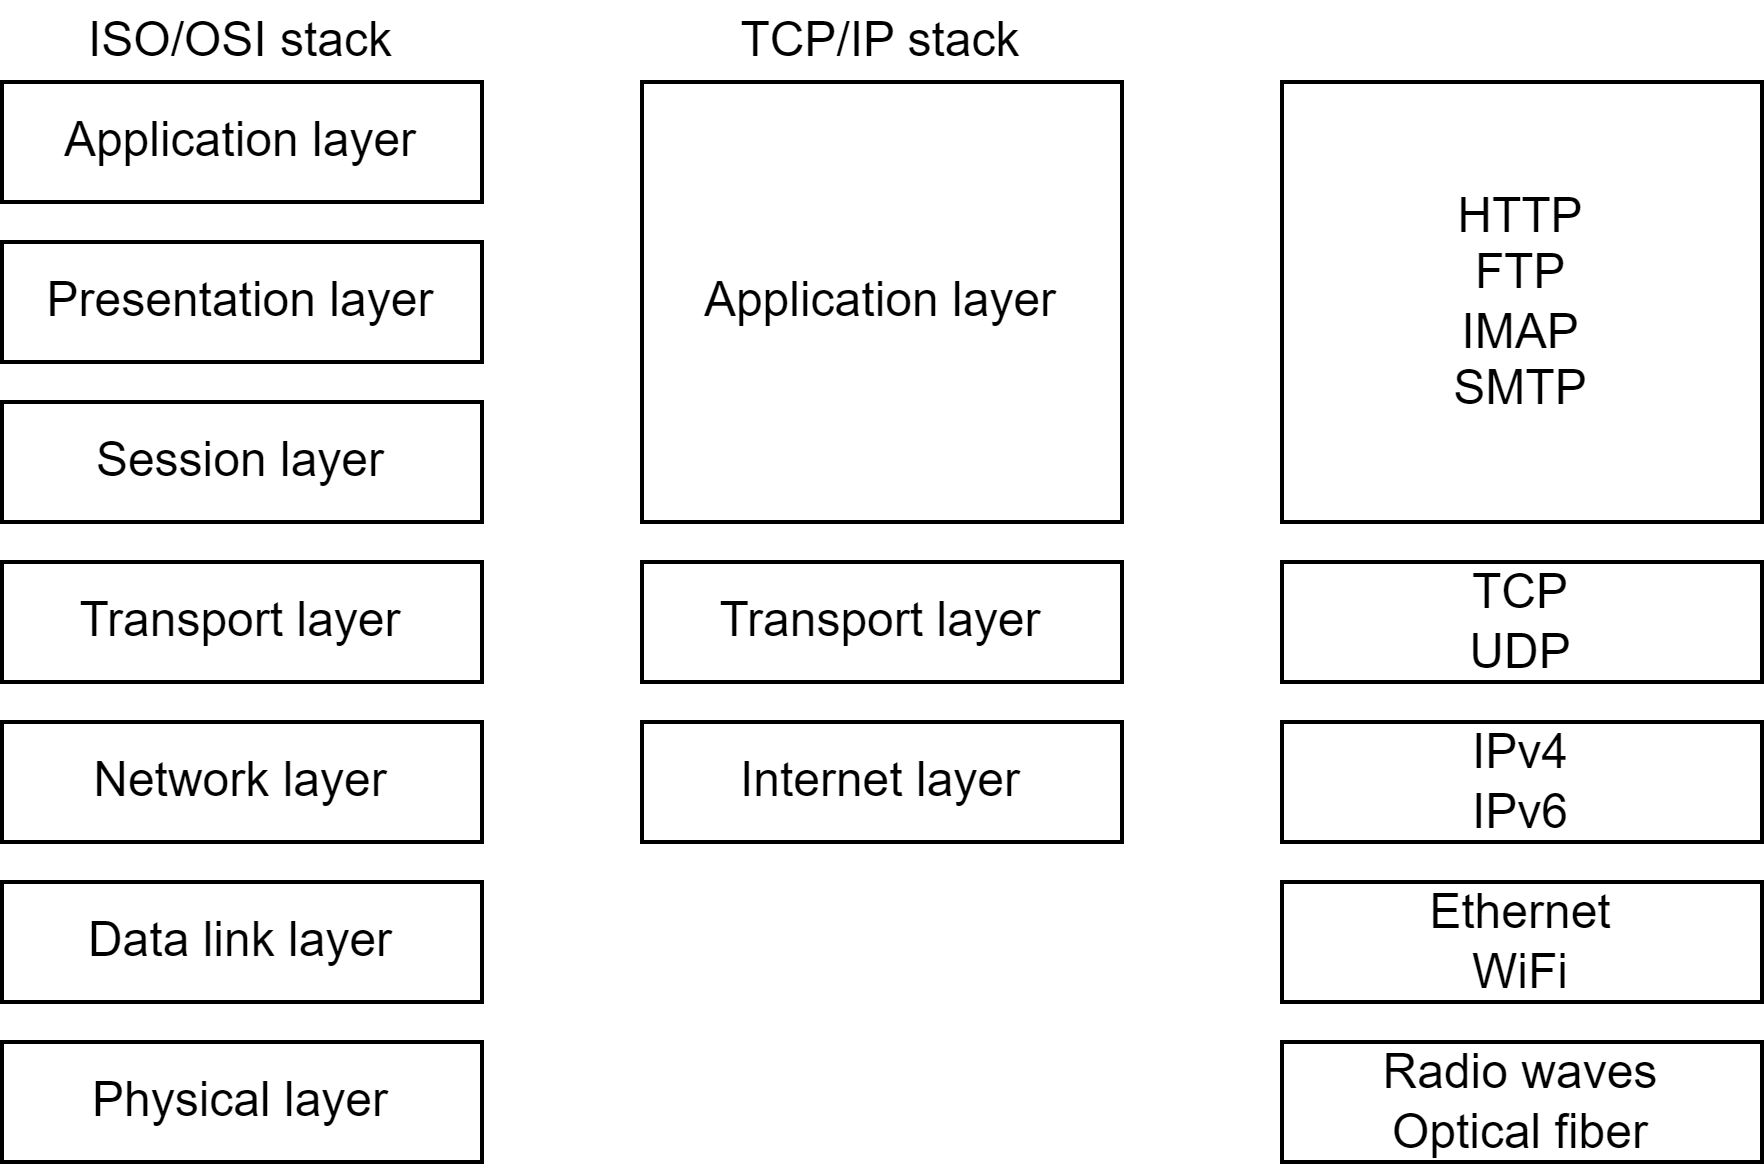 ISO/OSI stack
TCP/IP stack
Application layer
Presentation layer
Session layer
Transport layer
Network layer
Data link layer
Physical layer
Application layer
Transport layer
Internet layer
HTTP
FTP
IMAP
SMTP
TCP
UDP
IPv4
IPv6
Ethernet
WiFi
Radio waves
Optical fiber